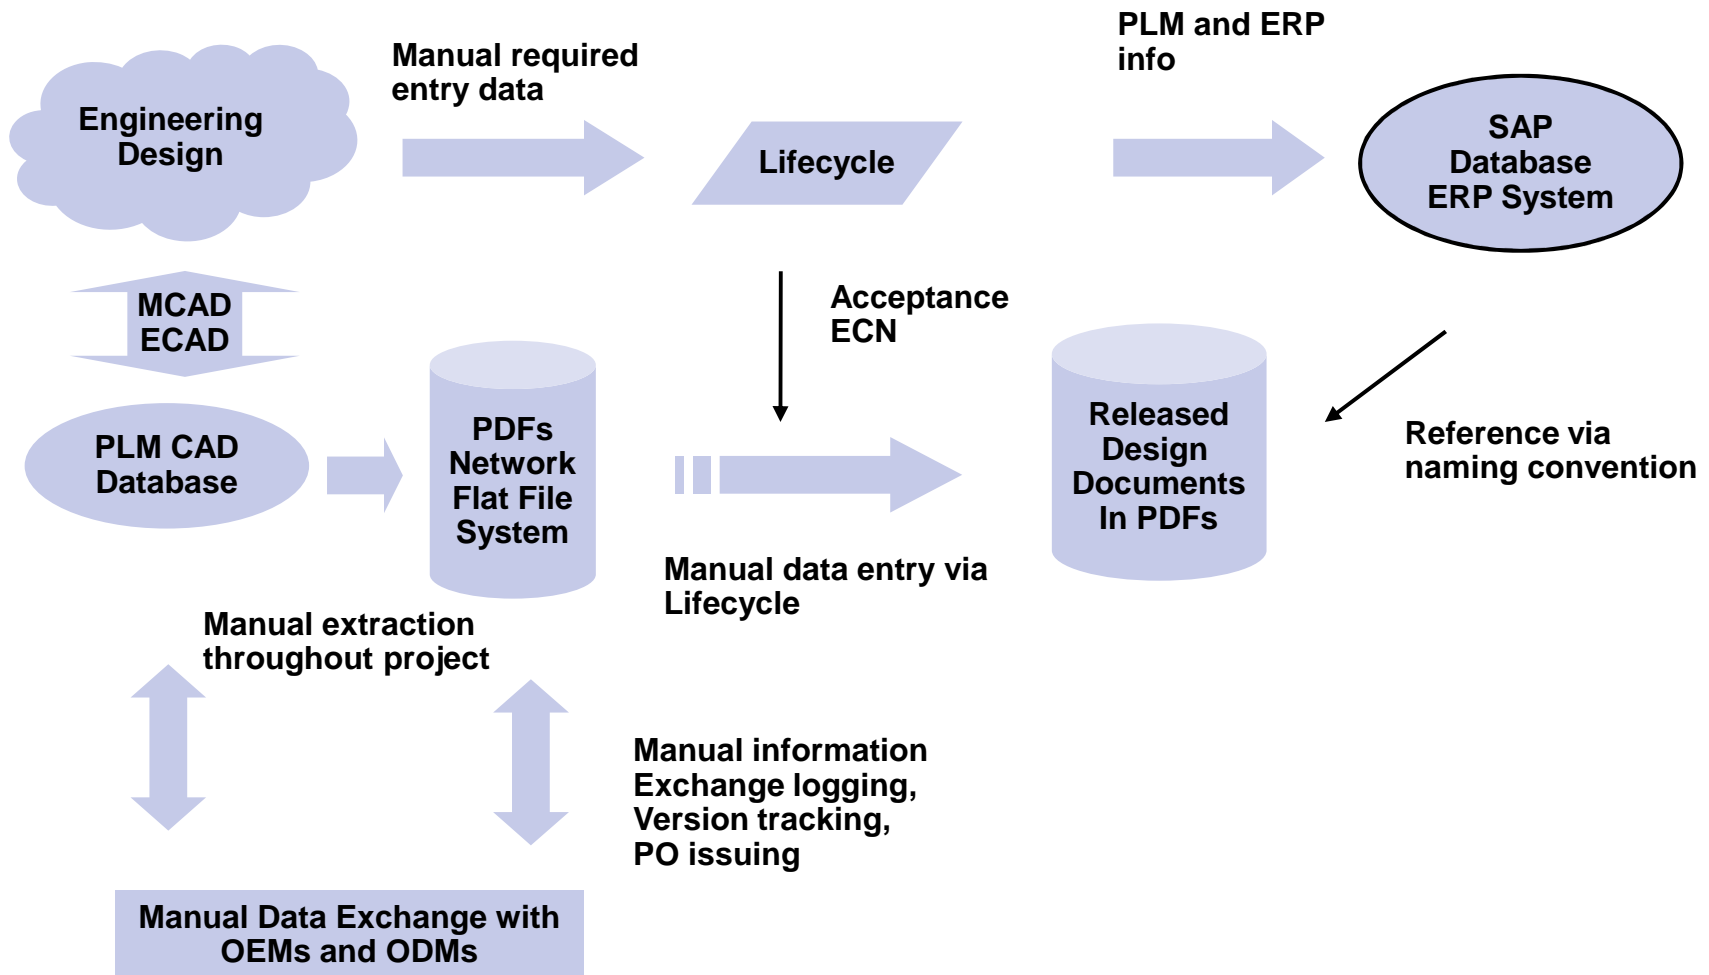 PLM and ERP
info
Manual required
entry data
Engineering
Design
Lifecycle
SAP
Database
ERP System
MCAD
ECAD
Acceptance
ECN
PLM CAD
Database
PDFs
Network
Flat File
System
Released
Design
Documents
In PDFs
Reference via
naming convention
Manual data entry via
Lifecycle
Manual extraction
throughout project
Manual information
Exchange logging,
Version tracking,
PO issuing
Manual Data Exchange with
OEMs and ODMs